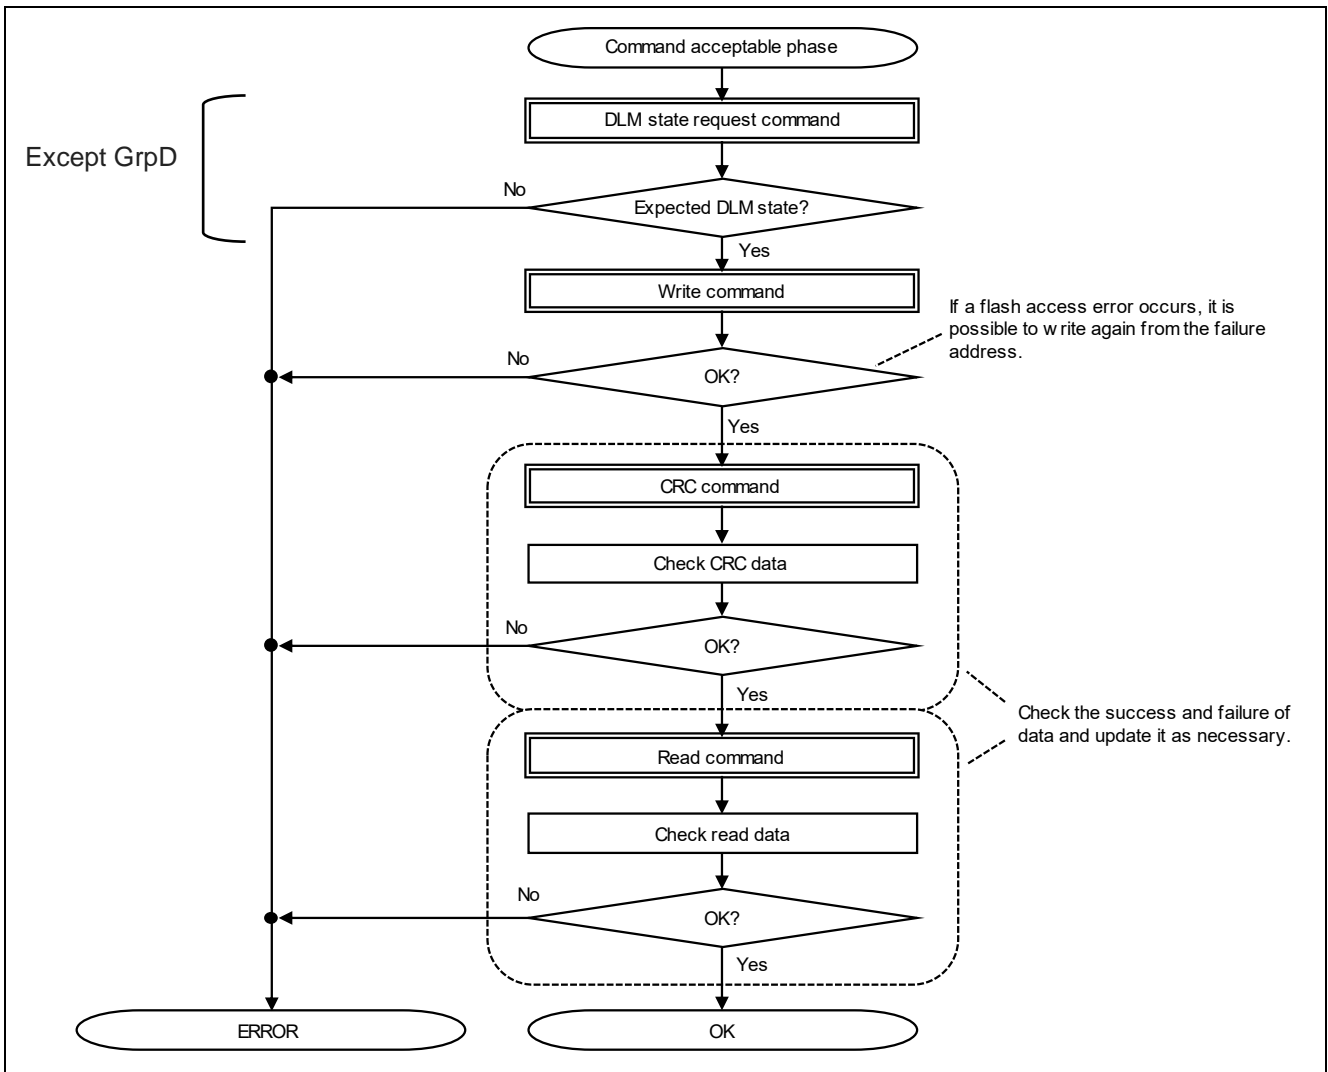 Command acceptable phase
DLM state request command
Except GrpD
No
Expected DLM state?
Yes
Write command
If a flash access error occurs, it is
possible to write again from the failure
address.
No
OK?
Yes
CRC command
Check CRC data
No
OK?
Yes
Check the success and failure of
data and update it as necessary.
Read command
Check read data
No
OK?
Yes
ERROR
OK